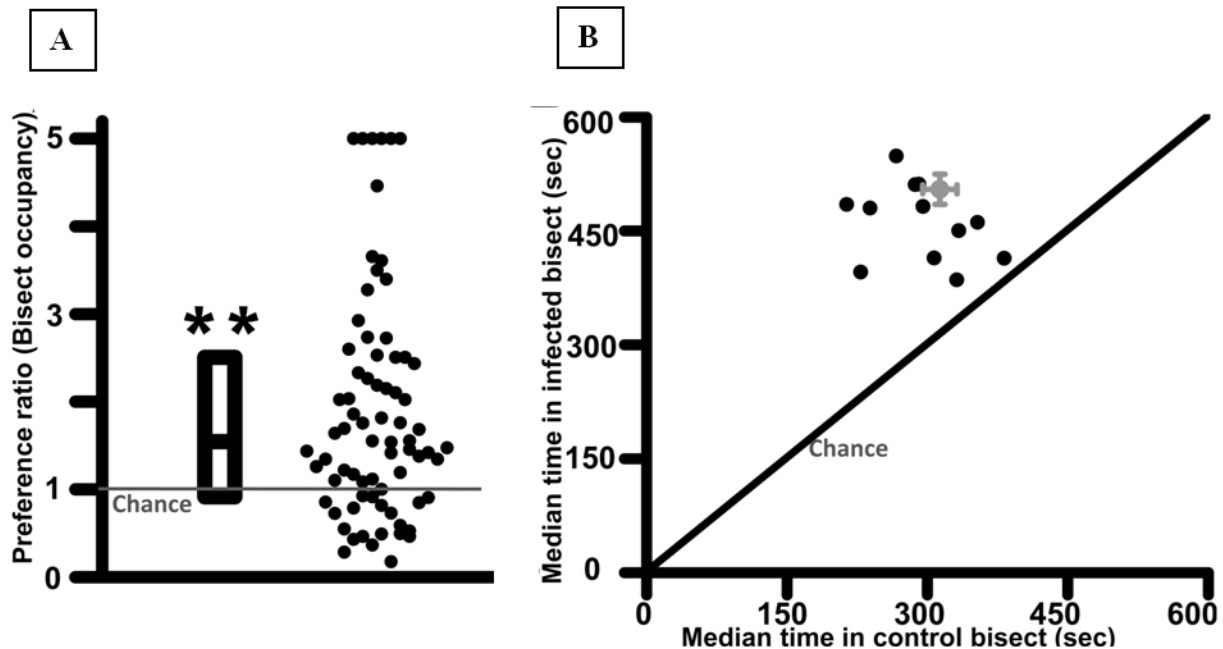 A
Preference ratio (Bisect occupancy)
5
3
1
0
**
Chance
B
Median time in infected bisect (sec)
600
450
300
150
0
Chance
0 150 300 450 600
Median time in control bisect (sec)